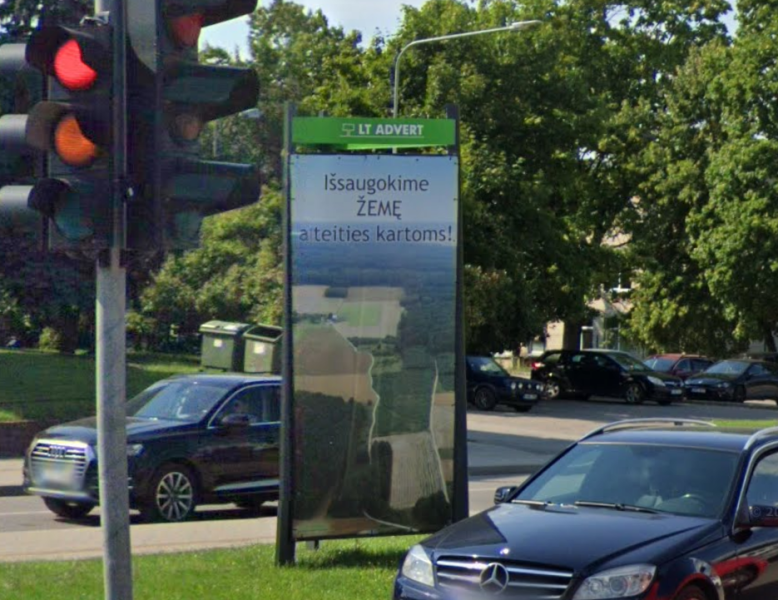 LT ADVERT
Išsaugokime
ŽEMĘ
ateities kartoms!